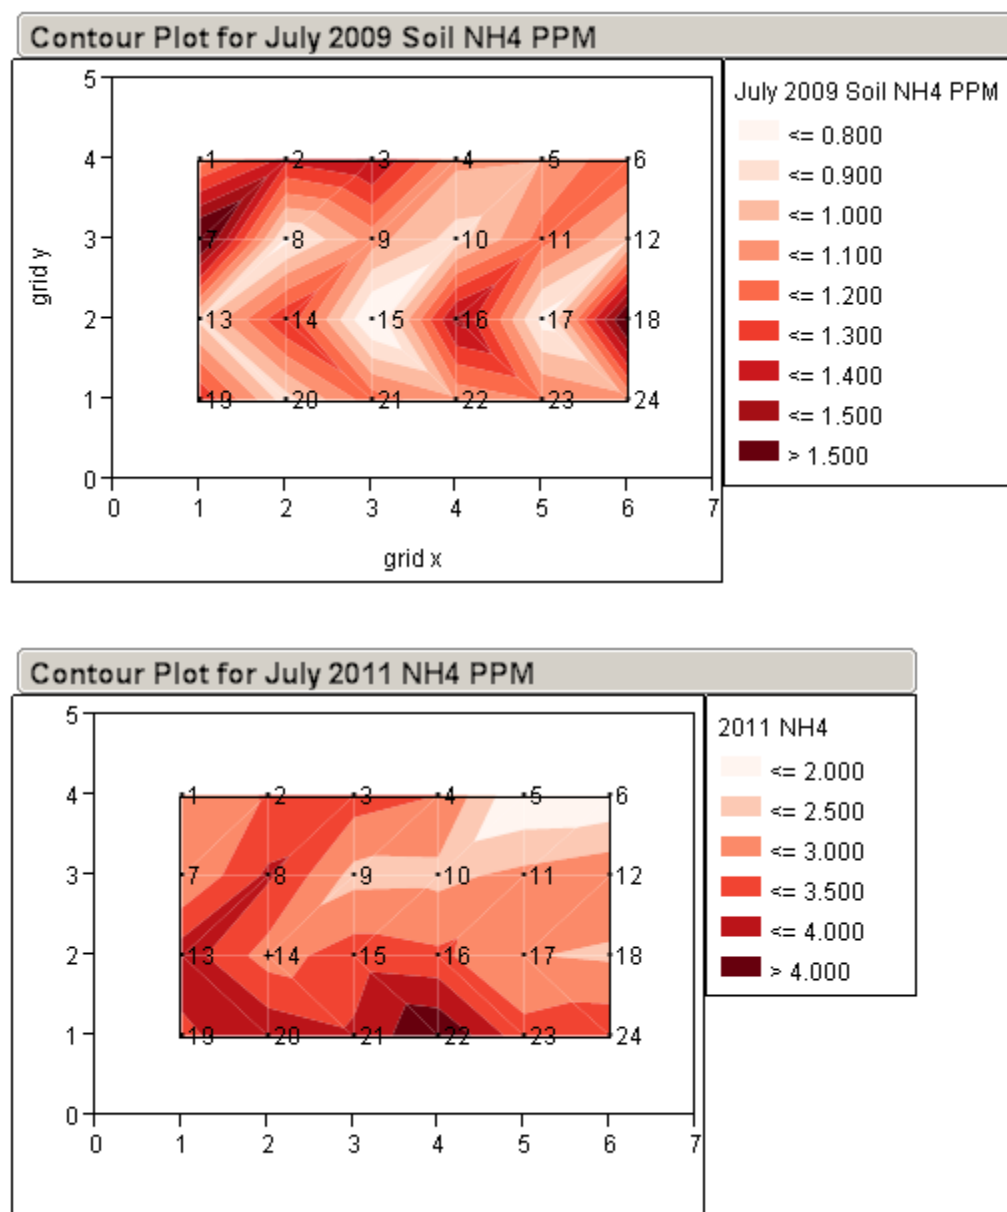 Contour Plot for July 2009 Soil NH4 PPM
5
July 2009 Soil NH4 PPM
<= 0.800
4 1 2 3 4 5 6
<= 0.900
<= 1.000
3 7 8 9 10 11 12
<= 1.100
grid y
<= 1.200
2 13 14 15 16 17 18
<= 1.300
<= 1.400
1 19 20 21 22 23 24
<= 1.500
> 1.500
0
0 1 2 3 4 5 6 7
grid x
Contour Plot for July 2011 NH4 PPM
5
2011 NH4
<= 2.000
4 1 2 3 4 5 6
<= 2.500
<= 3.000
3 7 8 9 10 11 12
<= 3.500
<= 4.000
2 13 +14 15 16 17 18
> 4.000
1 19 20 21 22 23 24
0
0 1 2 3 4 5 6 7